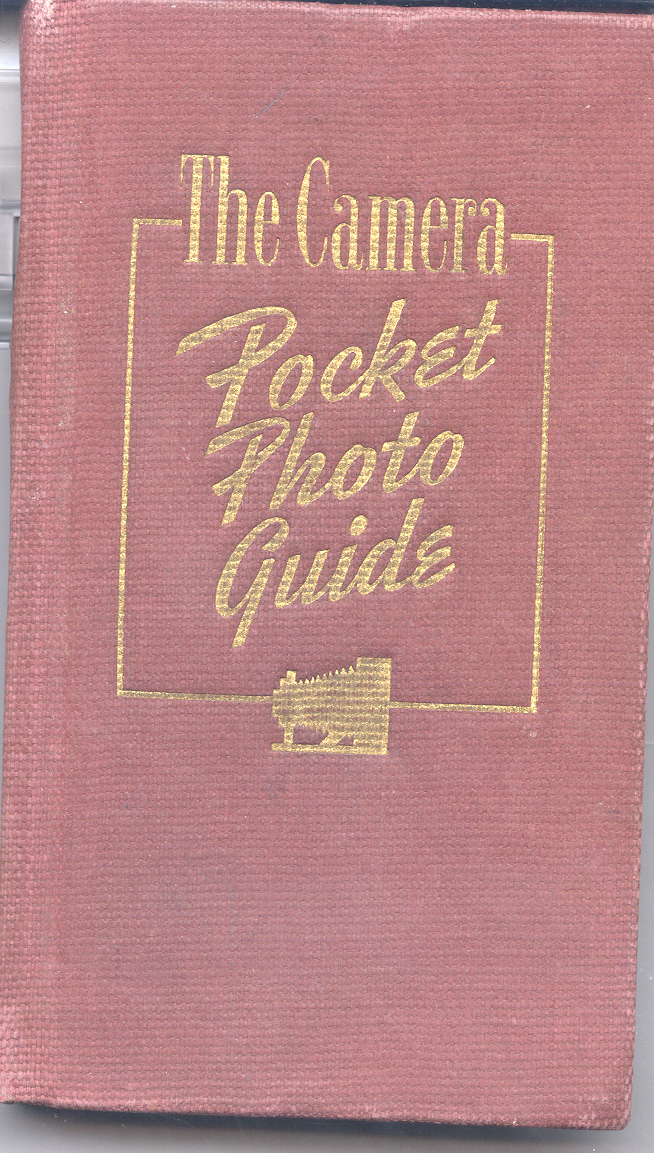 The Camera
Pocket
Photo
Guide